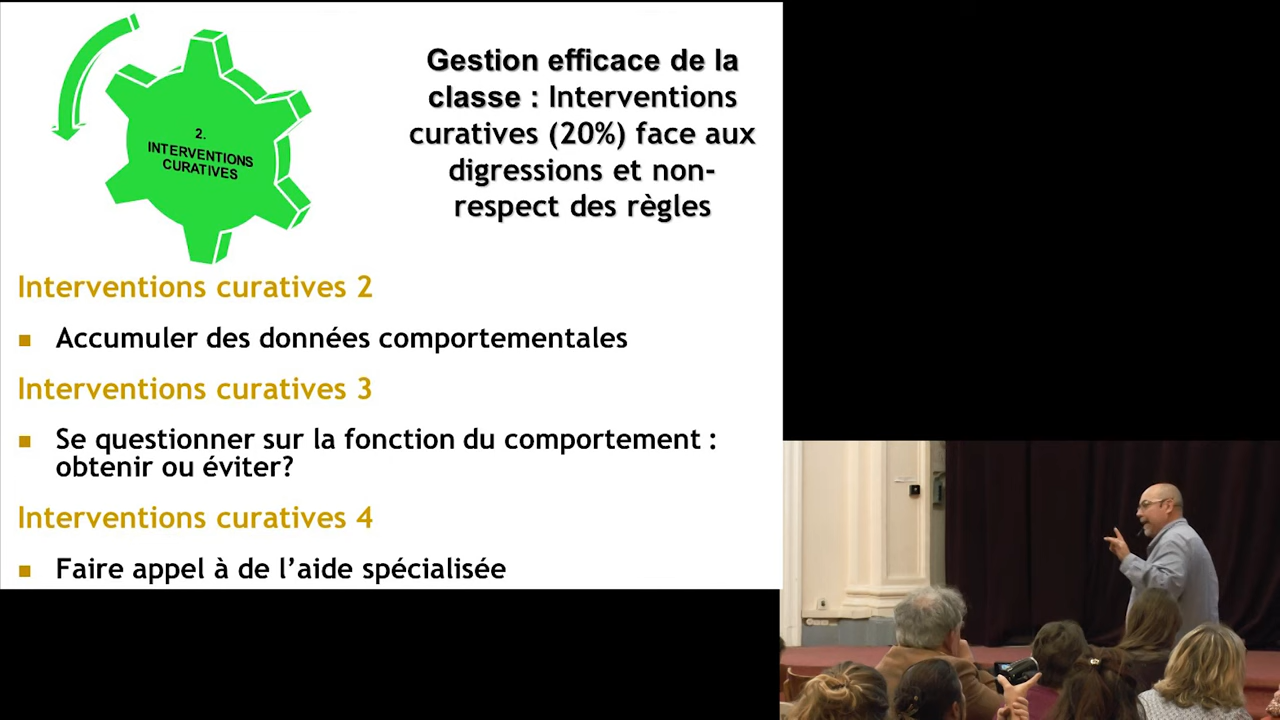 2.
INTERVENTIONS
CURATIVES
Gestion efficace de la
classe : Interventions
curatives (20%) face aux
digressions et non-
respect des règles
Interventions curatives 2
Accumuler des données comportementales
Interventions curatives 3
Se questionner sur la fonction du comportement :
obtenir ou éviter?
Interventions curatives 4
Faire appel à de l’aide spécialisée